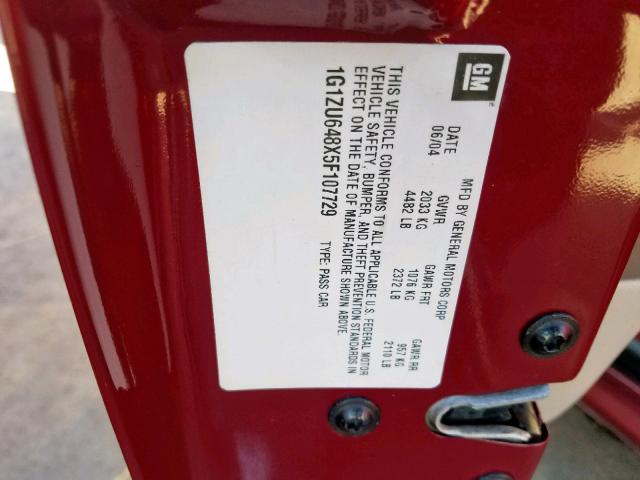 GM
MFD BY GENERAL MOTORS CORP
DATE GVWR GAWR FRT GAWR RR
06/04 2033 KG 1076 KG 957 KG
4482 LB 2372 LB 2110 LB
THIS VEHICLE CONFORMS TO ALL APPLICABLE U.S. FEDERAL MOTOR
VEHICLE SAFETY, BUMPER, AND THEFT PREVENTION STANDARDS IN
EFFECT ON THE DATE OF MANUFACTURE SHOWN ABOVE.
1G1ZU648X5F107729 TYPE: PASS CAR